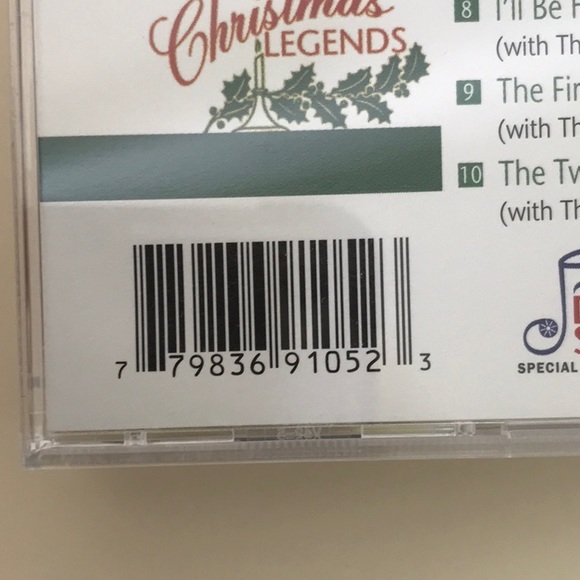 Christmas
LEGENDS
8 I'll Be
(with Th
9 The Fir
(with Th
10 The Tw
(with Th
SPECIAL
7 79836 91052 3